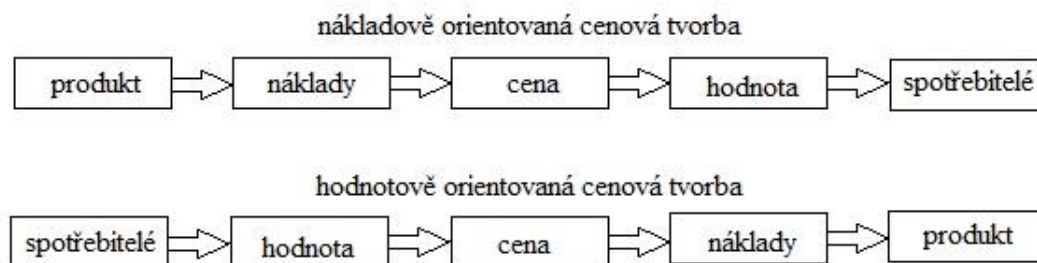 nákladově orientovaná cenová tvorba
produkt náklady cena hodnota spotřebitelé
hodnotově orientovaná cenová tvorba
spotřebitelé hodnota cena náklady produkt